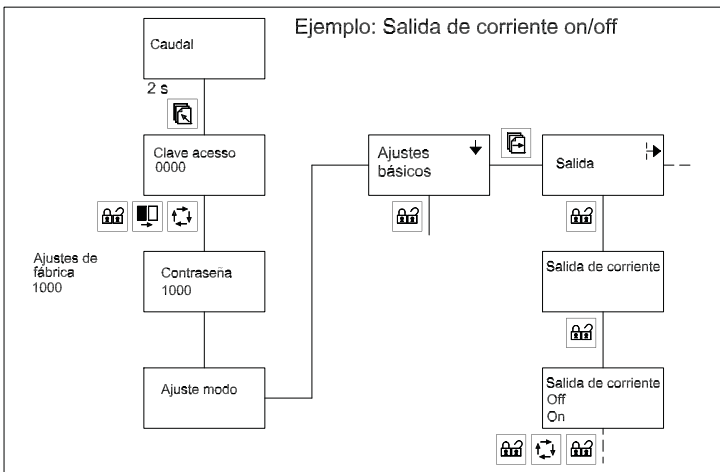 Ejemplo: Salida de corriente on/off
Caudal
2 s
Clave acesso
0000
Ajustes de
fábrica
1000
Contraseña
1000
Ajuste modo
Ajustes
básicos
Salida
Salida de corriente
Salida de corriente
Off
On